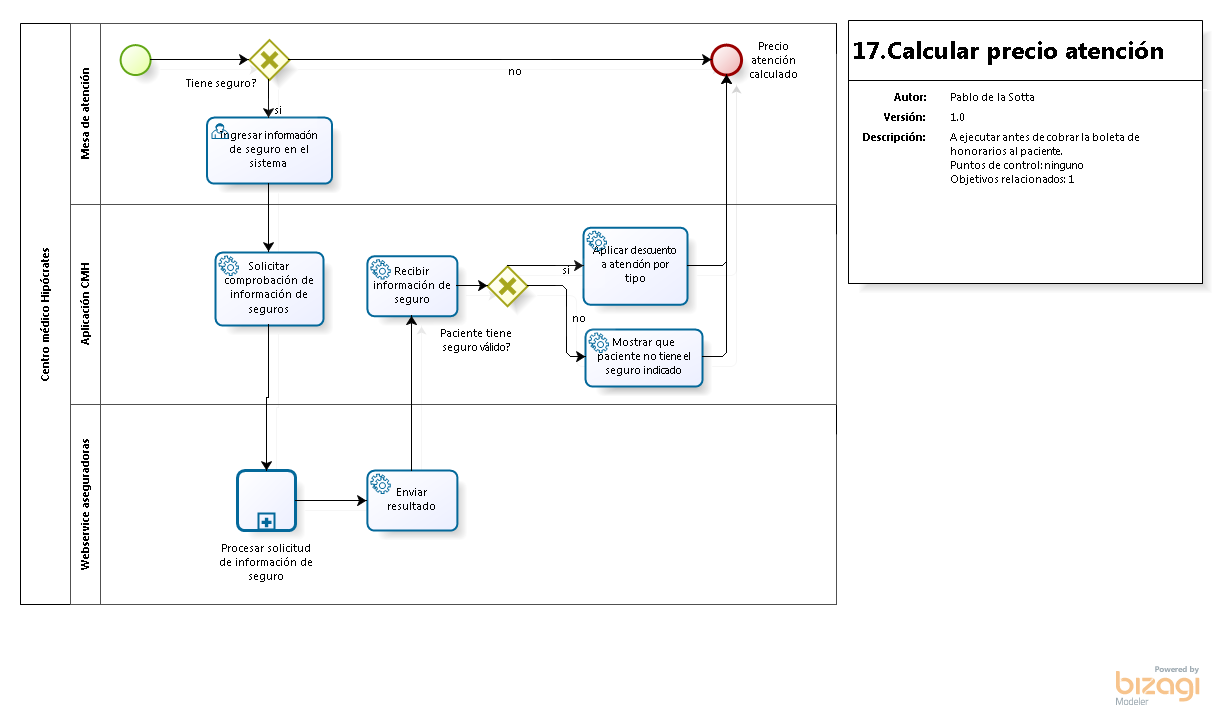 Centro médico Hipócrates
Mesa de atención
Tiene seguro?
no
si
Precio
atención
calculado
Ingresar información
de seguro en el
sistema
Aplicación CMH
Solicitar
comprobación de
información de
seguros
Recibir
información de
seguro
Paciente tiene
seguro válido?
si
no
Aplicar descuento
a atención por
tipo
Mostrar que
paciente no tiene el
seguro indicado
Webservice aseguradoras
Procesar solicitud
de información de
seguro
Enviar
resultado
17.Calcular precio atención
Autor: Pablo de la Sotta
Versión: 1.0
Descripción: A ejecutar antes de cobrar la boleta de
honorarios al paciente.
Puntos de control: ninguno
Objetivos relacionados: 1
Powered by
bizagi
Modeler